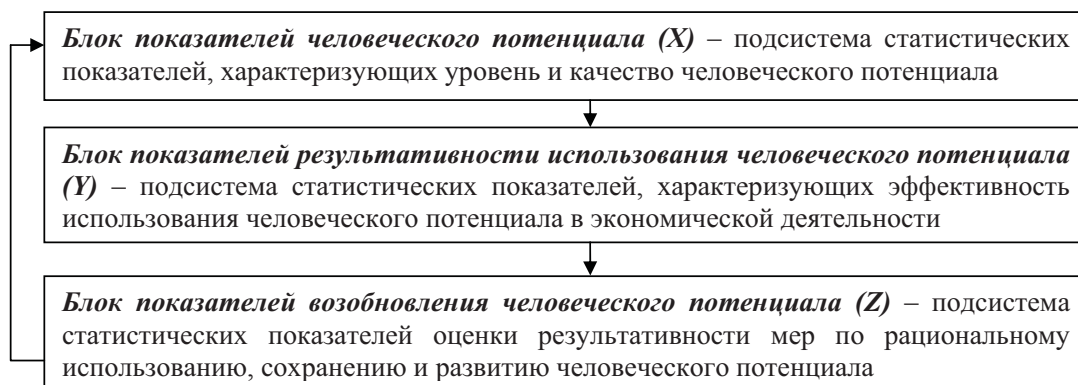 Блок показателей человеческого потенциала (X) – подсистема статистических
показателей, характеризующих уровень и качество человеческого потенциала
Блок показателей результативности использования человеческого потенциала
(Y) – подсистема статистических показателей, характеризующих эффективность
использования человеческого потенциала в экономической деятельности
Блок показателей возобновления человеческого потенциала (Z) – подсистема
статистических показателей оценки результативности мер по рациональному
использованию, сохранению и развитию человеческого потенциала